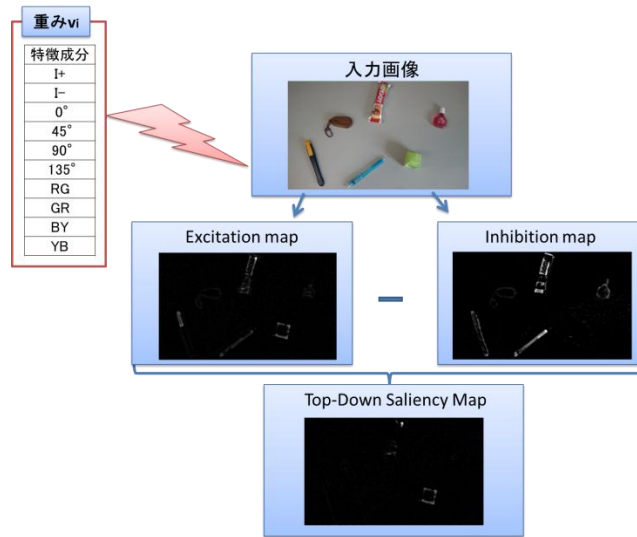 重みvi
特徴成分
I+
I−
0°
45°
90°
135°
RG
GR
BY
YB
入力画像
Excitation map
Inhibition map
Top-Down Saliency Map